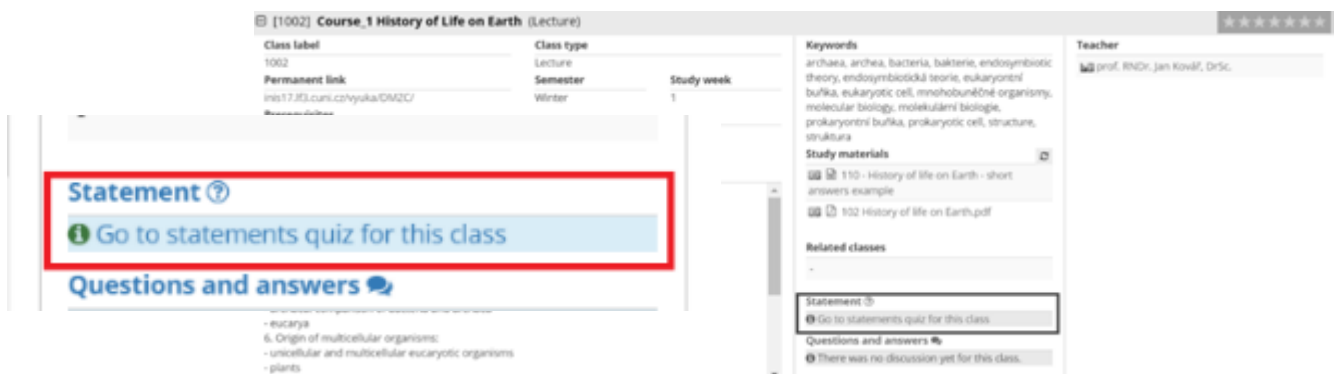 [1002] Course_1 History of Life on Earth (Lecture)
Class label
1002
Permanent link
inis17.lf3.cuni.cz/vyuka/DMZC/
Class type
Lecture
Semester
Winter
Study week
1
Keywords
archaea, archea, bacteria, bakterie, endosymbiotic
theory, endosymbiotická teorie, eukaryontní
buňka, eukaryotic cell, mnohobuněčné organismy,
molecular biology, molekulární biologie,
prokaryontní buňka, prokaryotic cell, structure,
struktura
Study materials
110 - History of life on Earth - short
answers example
102 History of life on Earth.pdf
Related classes
-
Statement
Go to statements quiz for this class
Questions and answers
There was no discussion yet for this class.
Teacher
prof. RNDr. Jan Kovář, DrSc.
Statement
Go to statements quiz for this class
Questions and answers
- eucarya
6. Origin of multicellular organisms:
- unicellular and multicellular eucaryotic organisms
- plants